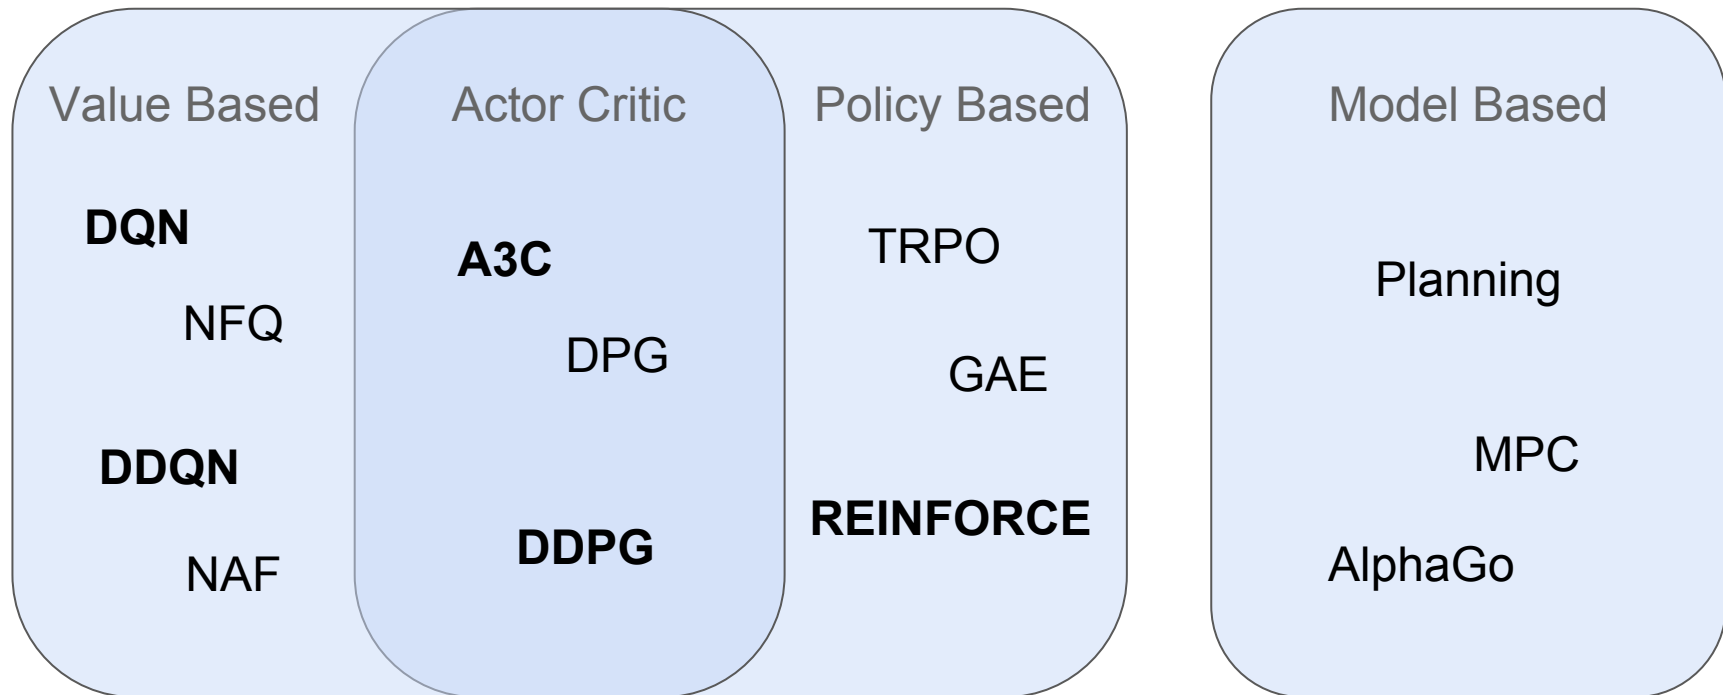 Value Based
DQN
NFQ
DDQN
NAF
Actor Critic
A3C
DPG
DDPG
Policy Based
TRPO
GAE
REINFORCE
Model Based
Planning
MPC
AlphaGo